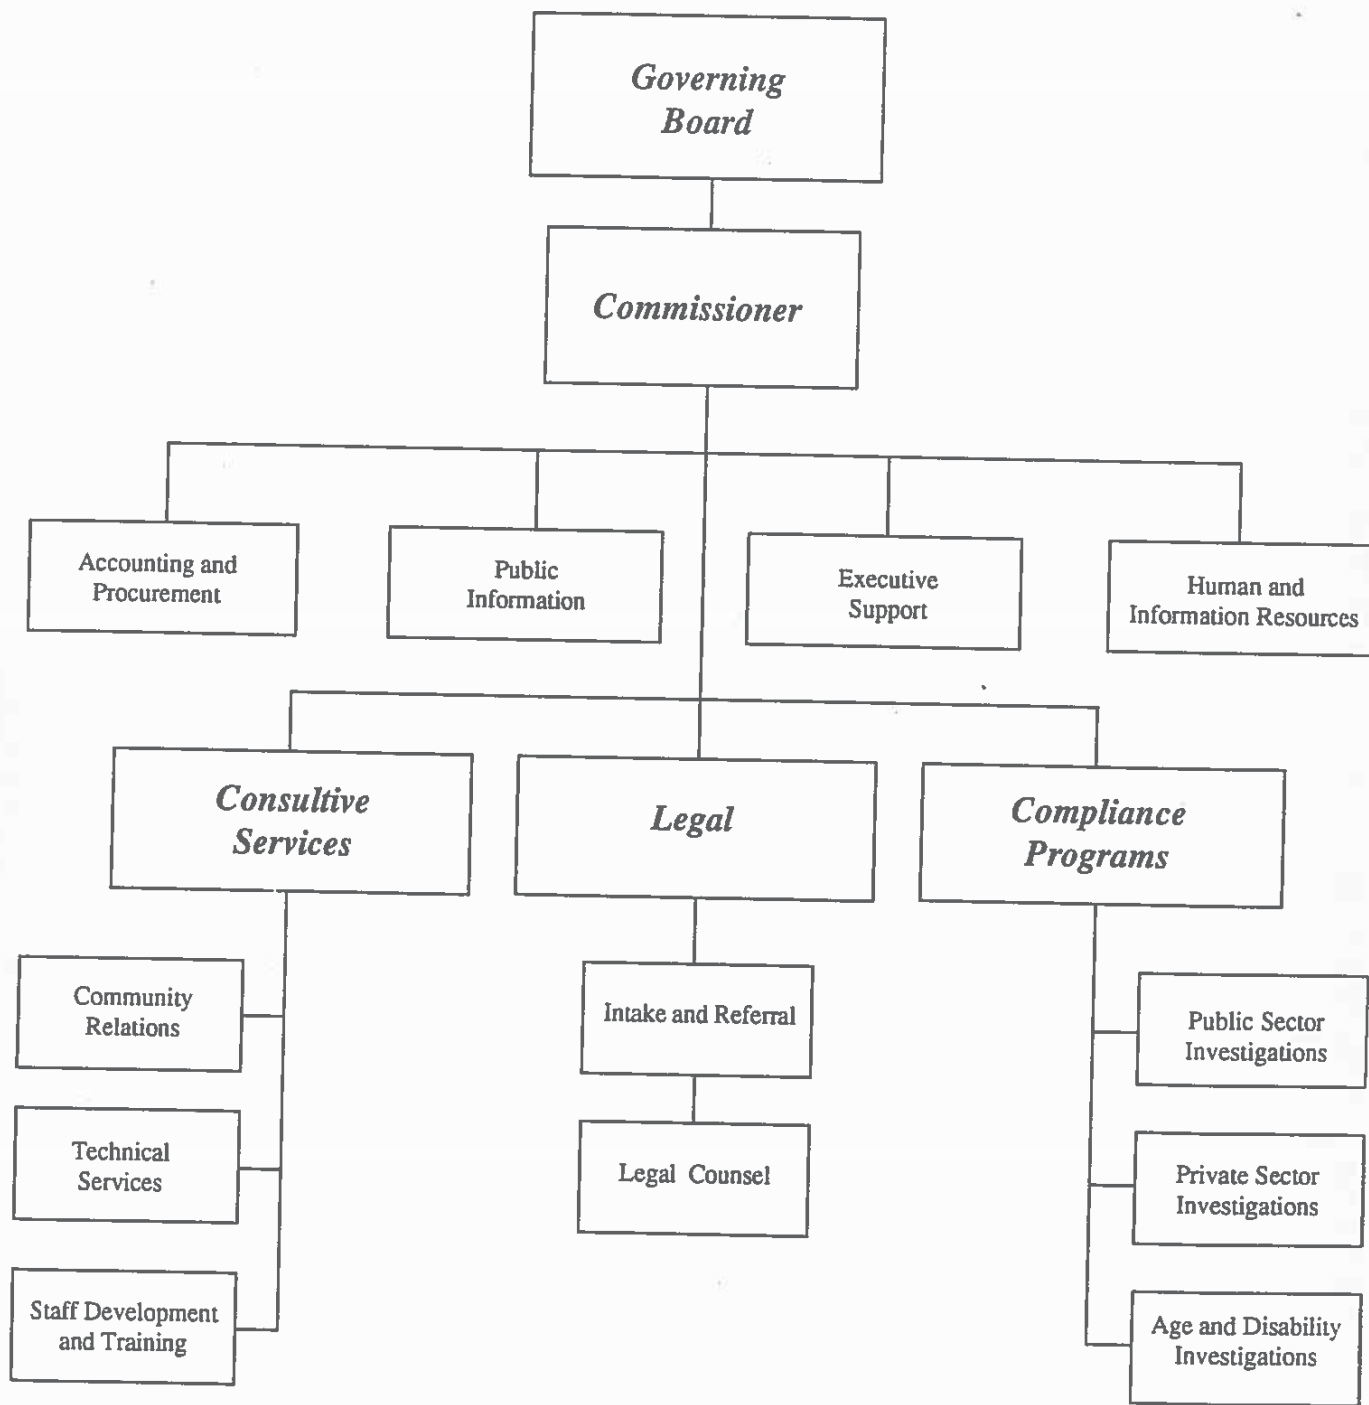 Governing
Board
Commissioner
Accounting and
Procurement
Public
Information
Executive
Support
Human and
Information Resources
Consultive
Services
Legal
Compliance
Programs
Community
Relations
Intake and Referral
Public Sector
Investigations
Technical
Services
Legal Counsel
Private Sector
Investigations
Staff Development
and Training
Age and Disability
Investigations